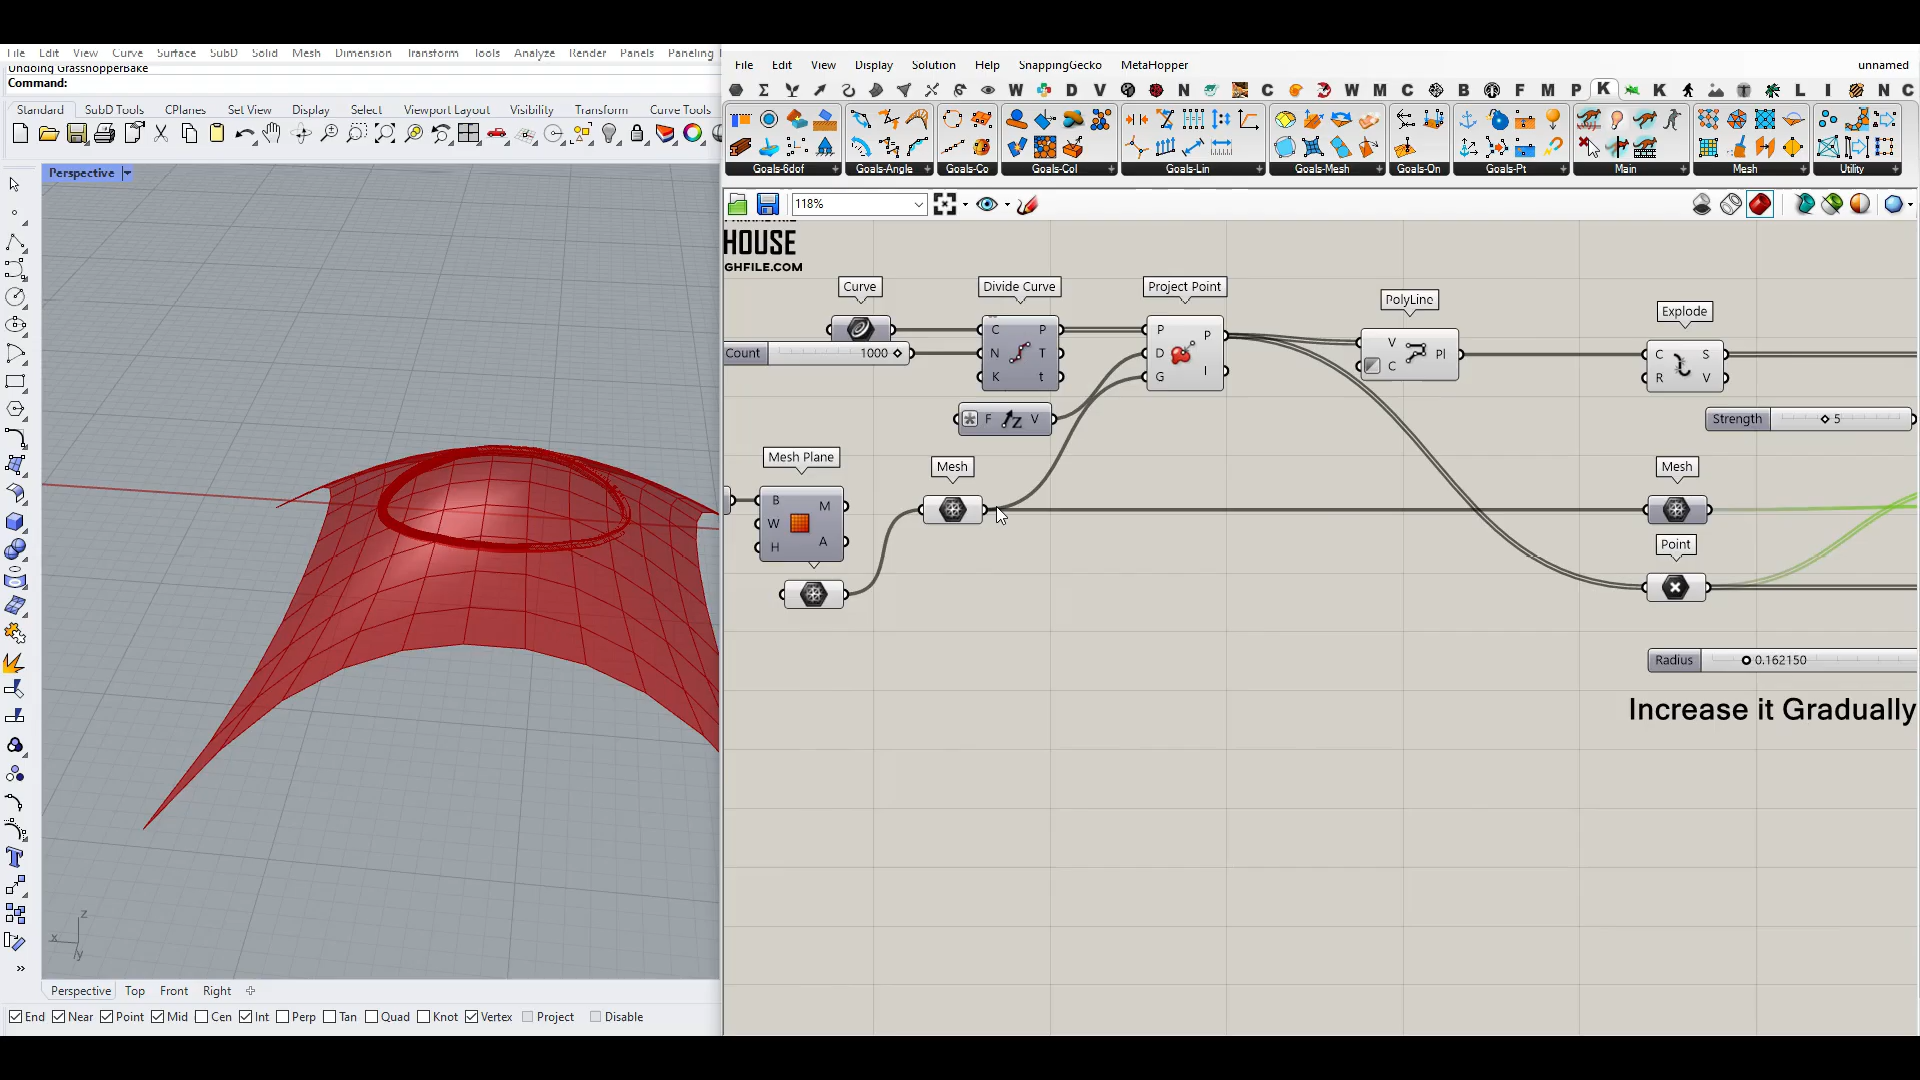 File Edit View Curve Surface SubD Solid Mesh Dimension Transform Tools Analyze Render Panels Paneling
Undoing GrasshopperBake
Command:
Standard SubD Tools CPlanes Set View Display Select Viewport Layout Visibility Transform Curve Tools
Perspective
File Edit View Display Solution Help SnappingGecko MetaHopper unnamed
W D V N C W M C B F M P K K L I N C
Goals-6dof Goals-Angle Goals-Co Goals-Col Goals-Lin Goals-Mesh Goals-On Goals-Pt Main Mesh Utility
118%
HOUSE
GHFILE.COM
Curve Divide Curve Project Point PolyLine Explode
Count 1000
C P
N T
K t
P P
D
G I
V Pl
C
C S
R V
F Z V
Strength 5
Mesh Plane Mesh Mesh
B M
W
H A
Point
Radius 0.162150
Increase it Gradually
z
x
y
Perspective Top Front Right
End Near Point Mid Cen Int Perp Tan Quad Knot Vertex Project Disable